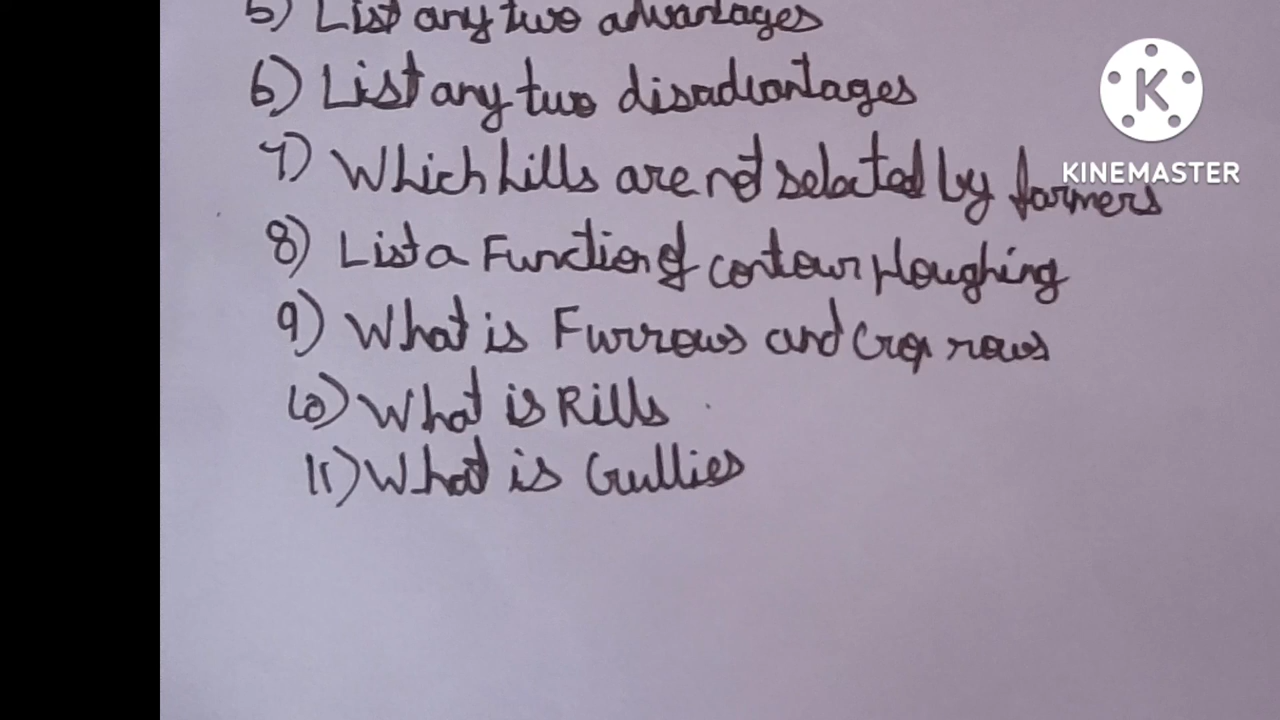 5) List any two advantages
6) List any two disadvantages
7) Which hills are not selected by farmers
8) List a Function of contour ploughing
9) What is Furrows and Crop rows
10) What is Rills
11) What is Gullies
K
KINEMASTER